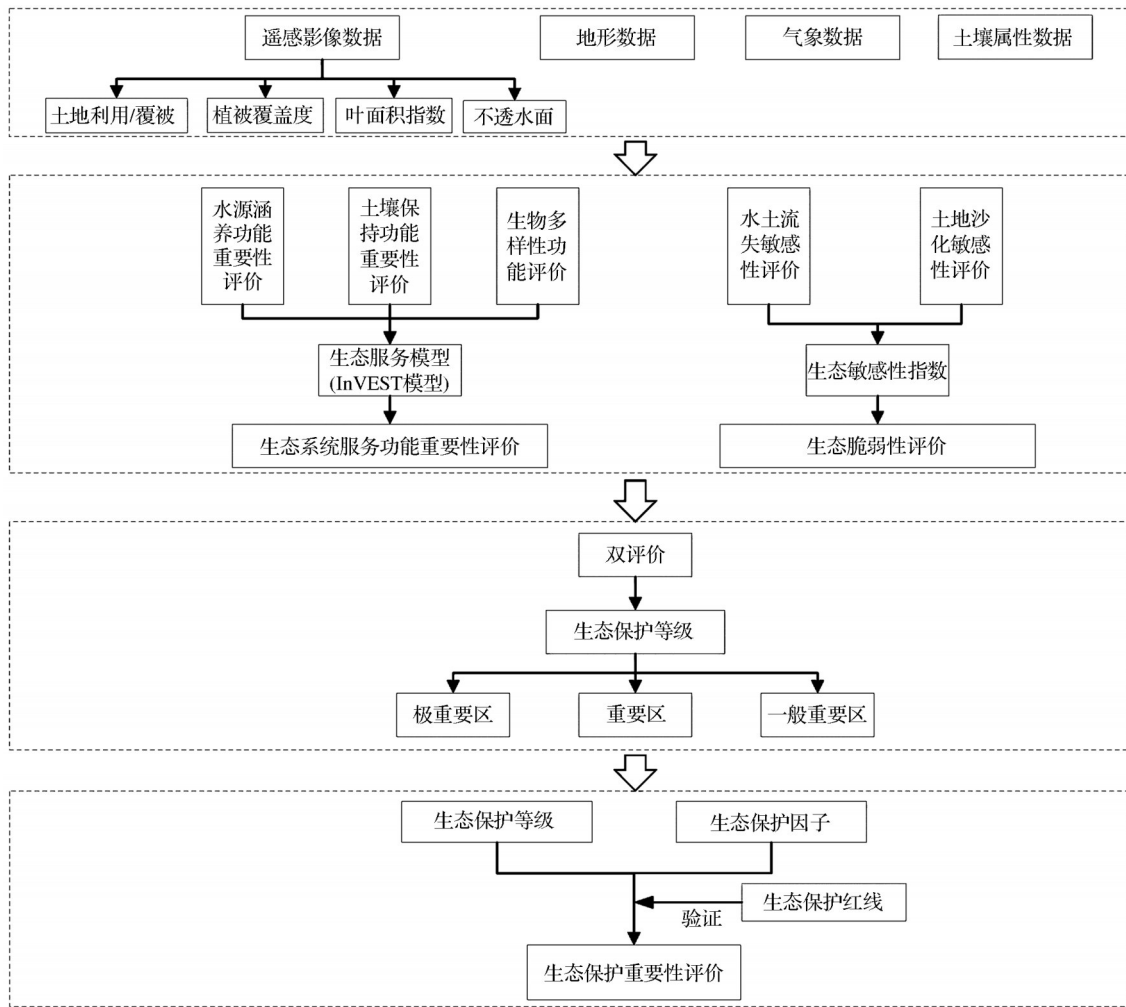 遥感影像数据
地形数据
气象数据
土壤属性数据
土地利用/覆被
植被覆盖度
叶面积指数
不透水面
水源涵
养功能
重要性
评价
土壤保
持功能
重要性
评价
生物多
样性功
能评价
水土流
失敏感
性评价
土地沙
化敏感
性评价
生态服务模型
(InVEST模型)
生态敏感性指数
生态系统服务功能重要性评价
生态脆弱性评价
双评价
生态保护等级
极重要区
重要区
一般重要区
生态保护等级
生态保护因子
生态保护红线
验证
生态保护重要性评价